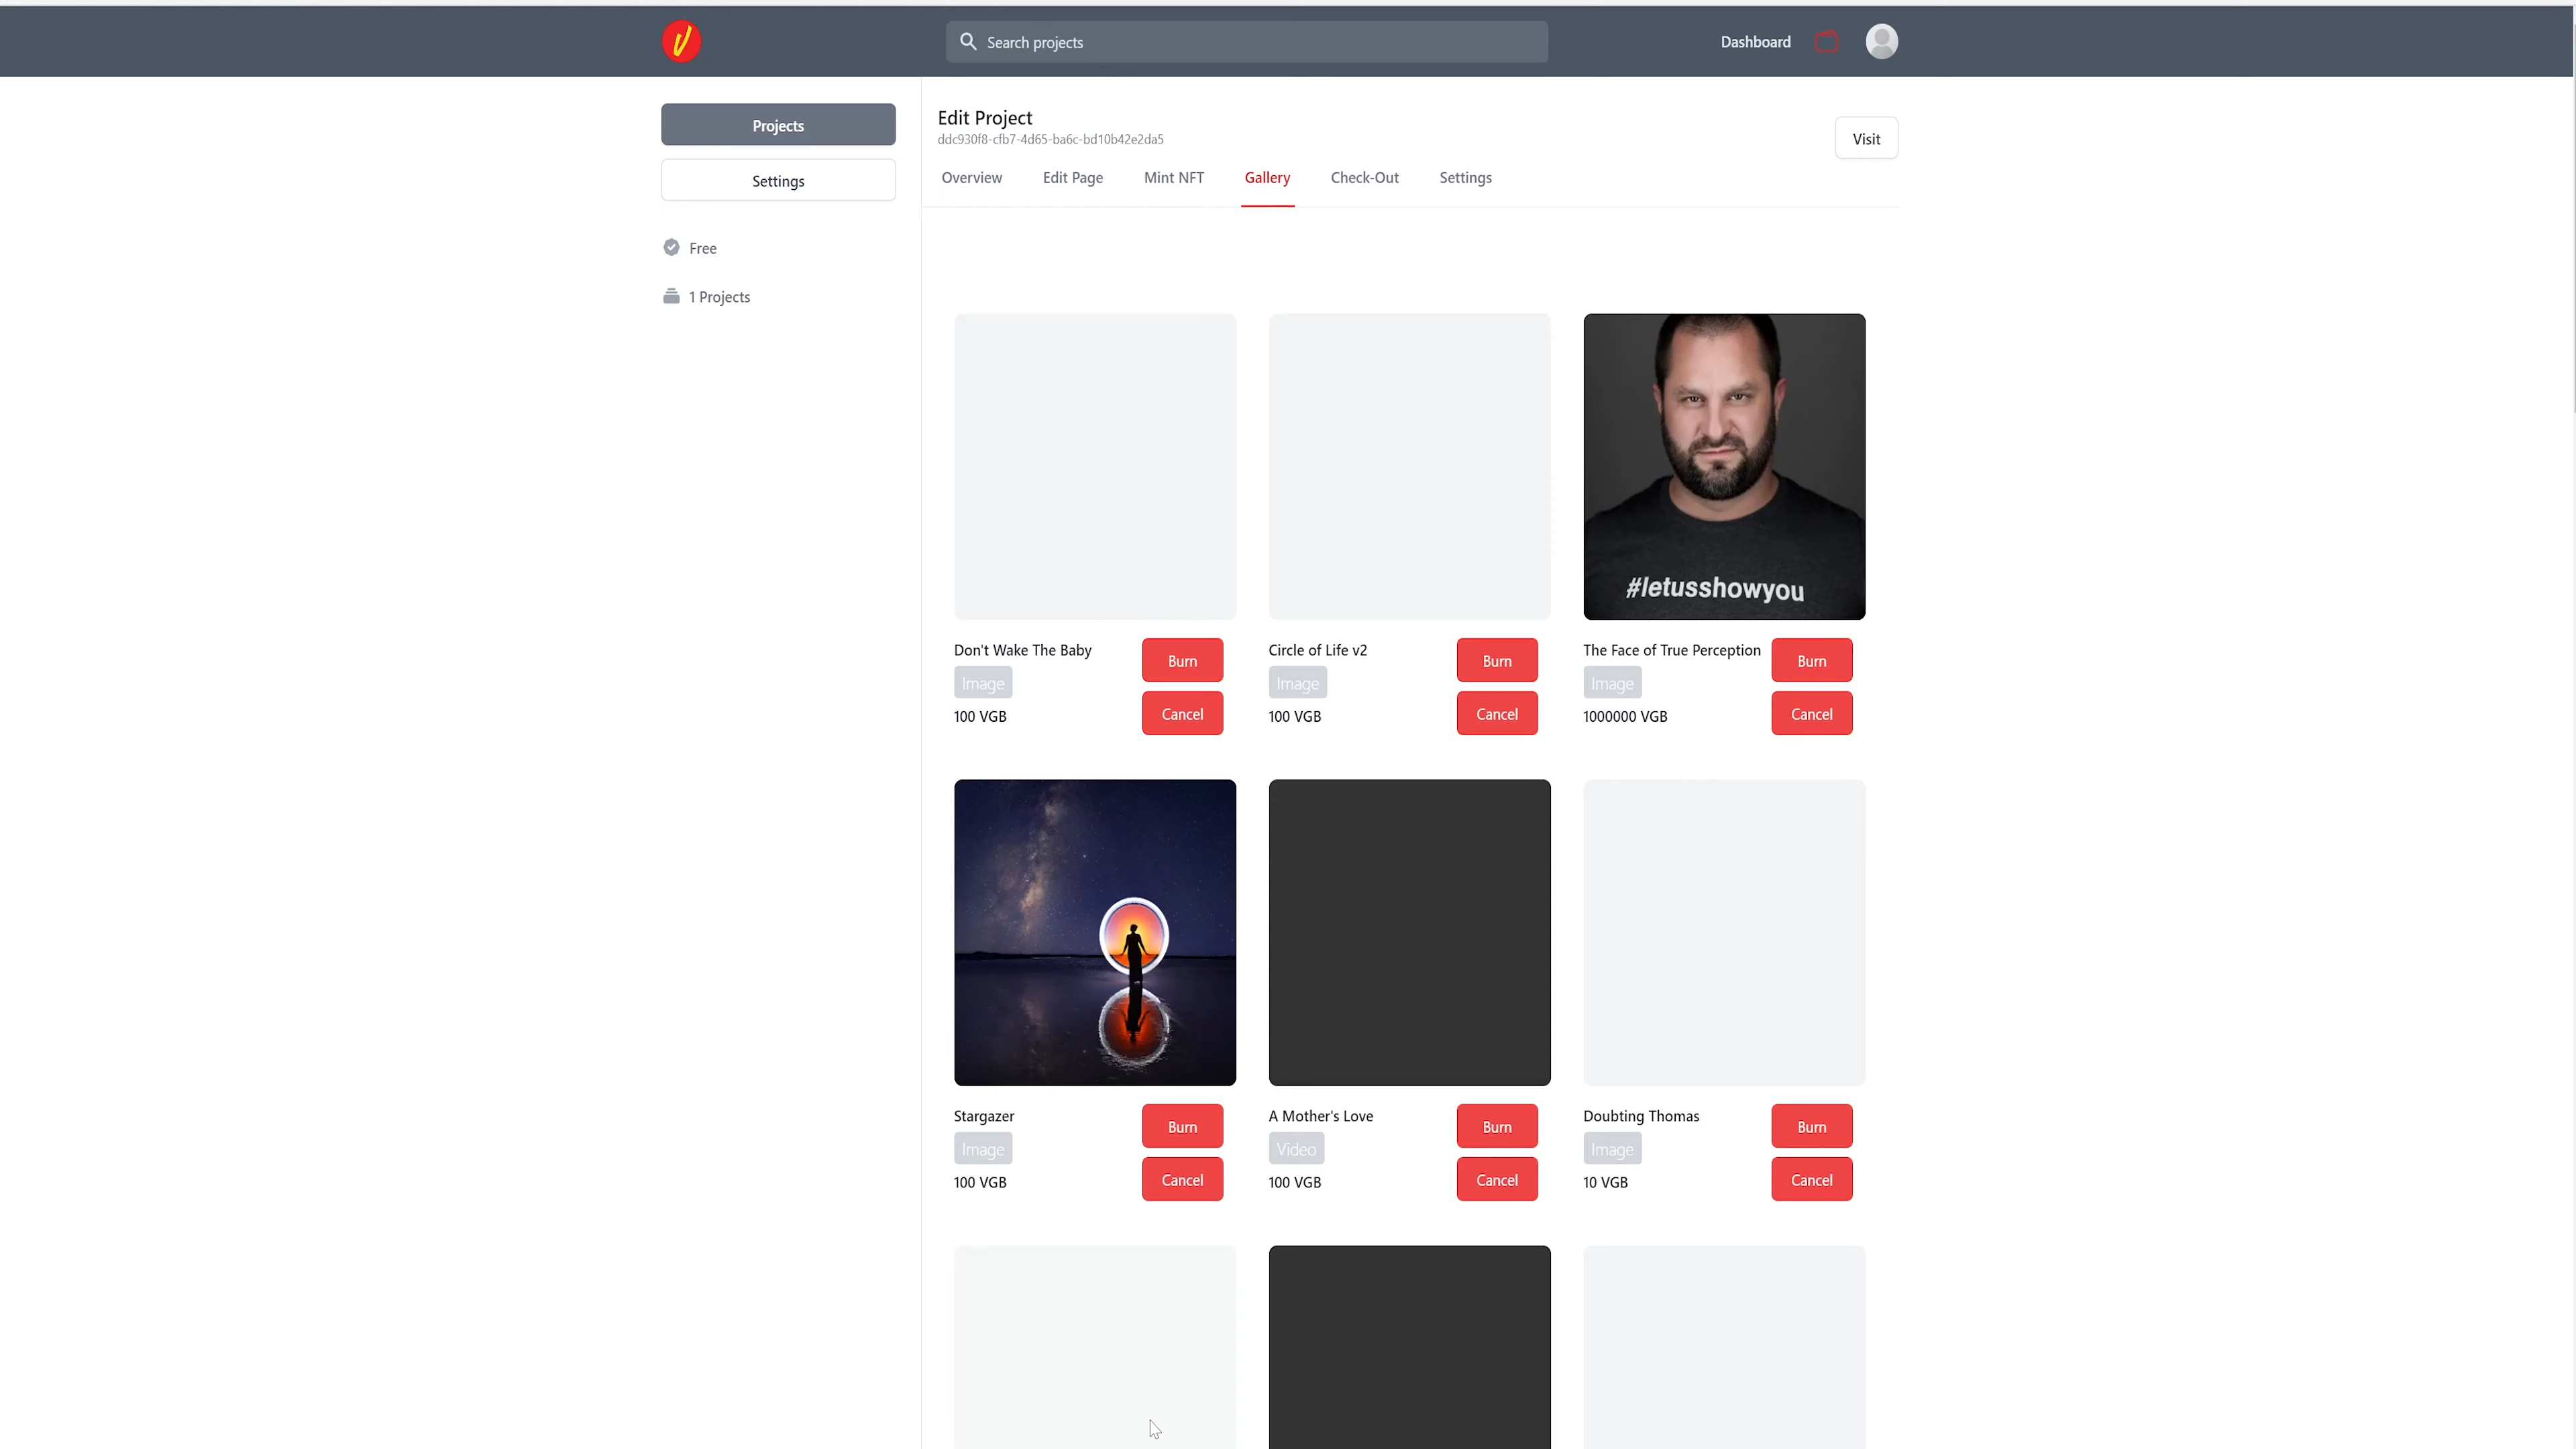 Search projects
Dashboard
Projects
Settings
Free
1 Projects
Edit Project
ddc930f8-cfb7-4d65-ba6c-bd10b42e2da5
Visit
Overview
Edit Page
Mint NFT
Gallery
Check-Out
Settings
#letusshowyou
Don't Wake The Baby
Image
100 VGB
Burn
Cancel
Circle of Life v2
Image
100 VGB
Burn
Cancel
The Face of True Perception
Image
1000000 VGB
Burn
Cancel
Stargazer
Image
100 VGB
Burn
Cancel
A Mother's Love
Video
100 VGB
Burn
Cancel
Doubting Thomas
Image
10 VGB
Burn
Cancel